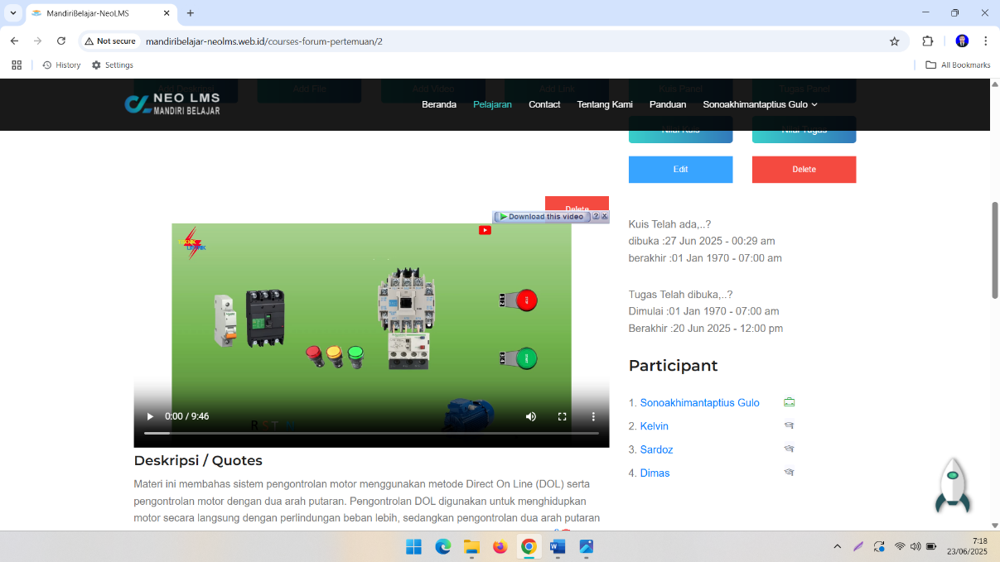 MandiriBelajar-NeoLMS
Not secure
mandiribelajar-neolms.web.id/courses-forum-pertemuan/2
History
Settings
All Bookmarks
Add Deskripsi
Add File
Add Video
Add Link
Kuis Panel
Tugas Panel
NEO LMS
MANDIRI BELAJAR
Beranda
Pelajaran
Contact
Tentang Kami
Panduan
Sonoakhimantaptius Gulo
Nilai Kuis
Nilai Tugas
Edit
Delete
Delete
Download this video
Kuis Telah ada,..?
dibuka :27 Jun 2025 - 00:29 am
berakhir :01 Jan 1970 - 07:00 am
Tugas Telah dibuka,..?
Dimulai :01 Jan 1970 - 07:00 am
Berakhir :20 Jun 2025 - 12:00 pm
Participant
1. Sonoakhimantaptius Gulo
2. Kelvin
3. Sardoz
4. Dimas
0:00 / 9:46
Deskripsi / Quotes
Materi ini membahas sistem pengontrolan motor menggunakan metode Direct On Line (DOL) serta
pengontrolan motor dengan dua arah putaran. Pengontrolan DOL digunakan untuk menghidupkan
motor secara langsung dengan perlindungan beban lebih, sedangkan pengontrolan dua arah putaran
7:18
23/06/2025